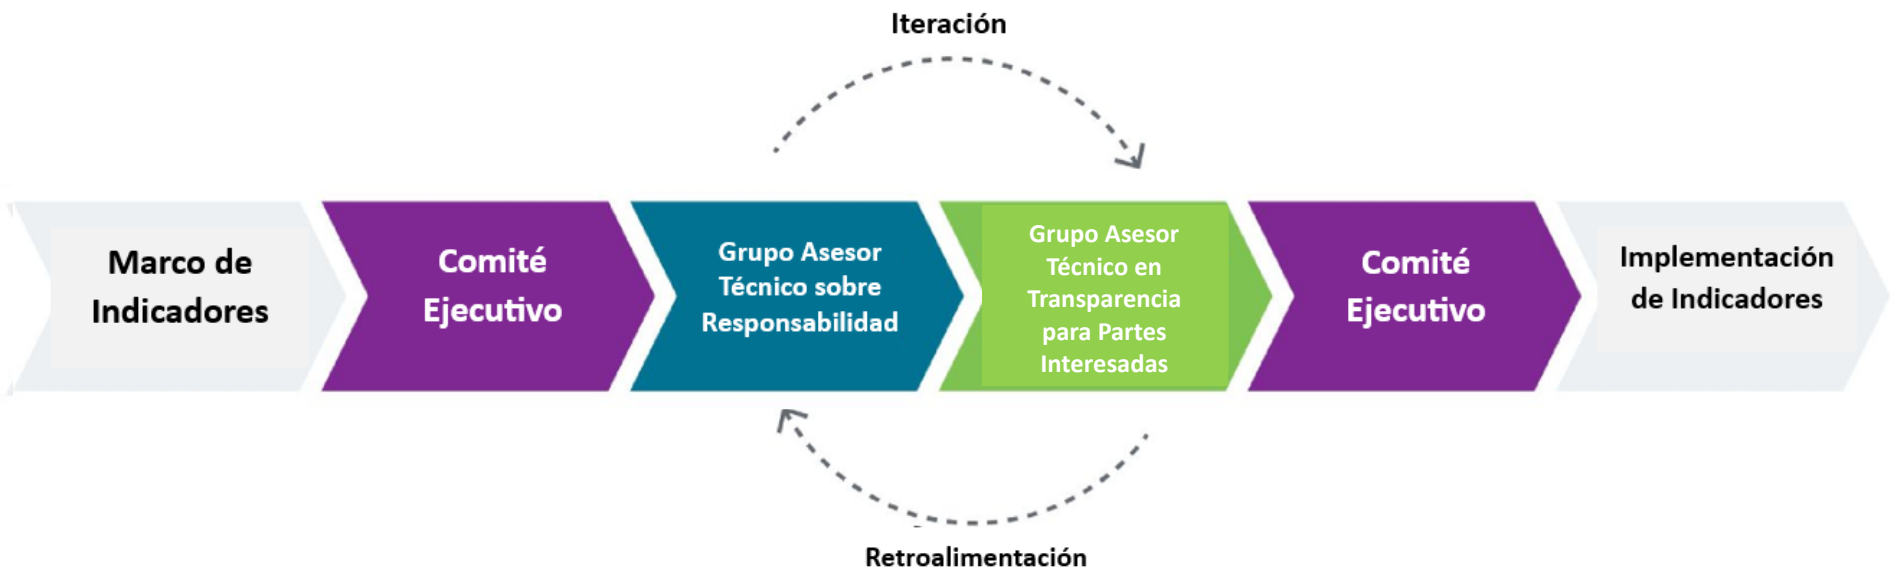 Iteración
Marco de
Indicadores
Comité
Ejecutivo
Grupo Asesor
Técnico sobre
Responsabilidad
Grupo Asesor
Técnico en
Transparencia
para Partes
Interesadas
Comité
Ejecutivo
Implementación
de Indicadores
Retroalimentación